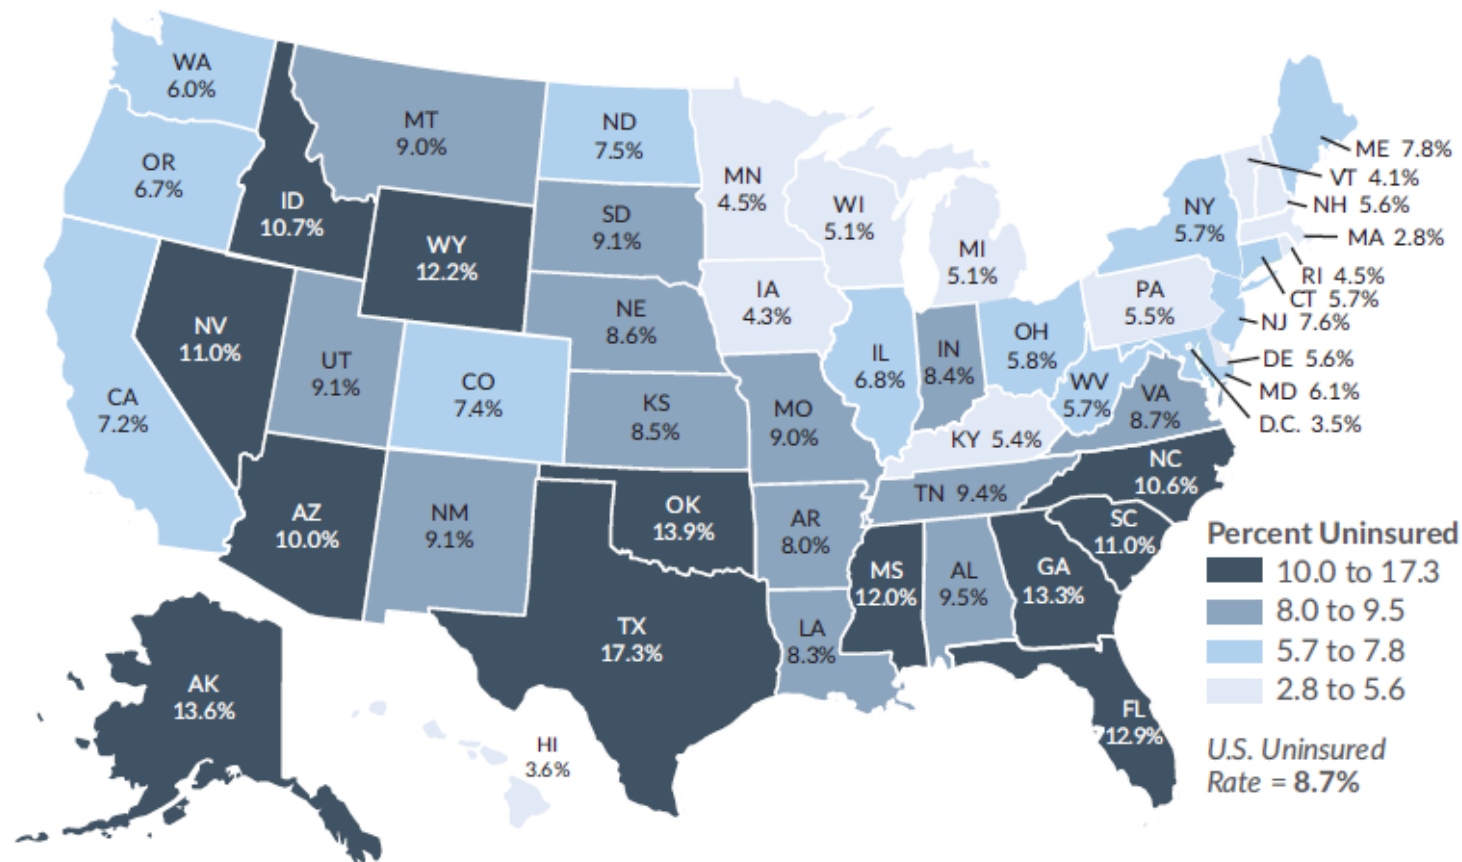 WA
6.0%
OR
6.7%
CA
7.2%
NV
11.0%
ID
10.7%
MT
9.0%
WY
12.2%
UT
9.1%
AZ
10.0%
CO
7.4%
NM
9.1%
ND
7.5%
SD
9.1%
NE
8.6%
KS
8.5%
OK
13.9%
TX
17.3%
MN
4.5%
IA
4.3%
MO
9.0%
AR
8.0%
LA
8.3%
WI
5.1%
IL
6.8%
MI
5.1%
IN
8.4%
OH
5.8%
KY 5.4%
TN 9.4%
MS
12.0%
AL
9.5%
GA
13.3%
FL
12.9%
SC
11.0%
NC
10.6%
VA
8.7%
WV
5.7%
PA
5.5%
NY
5.7%
ME 7.8%
VT 4.1%
NH 5.6%
MA 2.8%
RI 4.5%
CT 5.7%
NJ 7.6%
DE 5.6%
MD 6.1%
D.C. 3.5%
AK
13.6%
HI
3.6%
Percent Uninsured
10.0 to 17.3
8.0 to 9.5
5.7 to 7.8
2.8 to 5.6
U.S. Uninsured
Rate = 8.7%